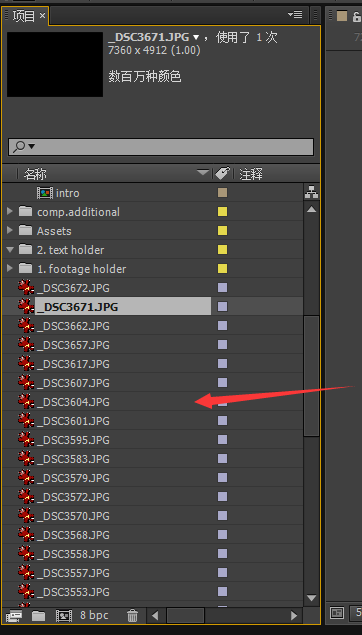 项目
_DSC3671.JPG ，使用了 1 次
7360 x 4912 (1.00)
数百万种颜色
名称 注释
intro
comp.additional
Assets
2. text holder
1. footage holder
_DSC3672.JPG
_DSC3671.JPG
_DSC3662.JPG
_DSC3657.JPG
_DSC3617.JPG
_DSC3607.JPG
_DSC3604.JPG
_DSC3601.JPG
_DSC3595.JPG
_DSC3583.JPG
_DSC3579.JPG
_DSC3572.JPG
_DSC3570.JPG
_DSC3568.JPG
_DSC3558.JPG
_DSC3557.JPG
_DSC3553.JPG
8 bpc